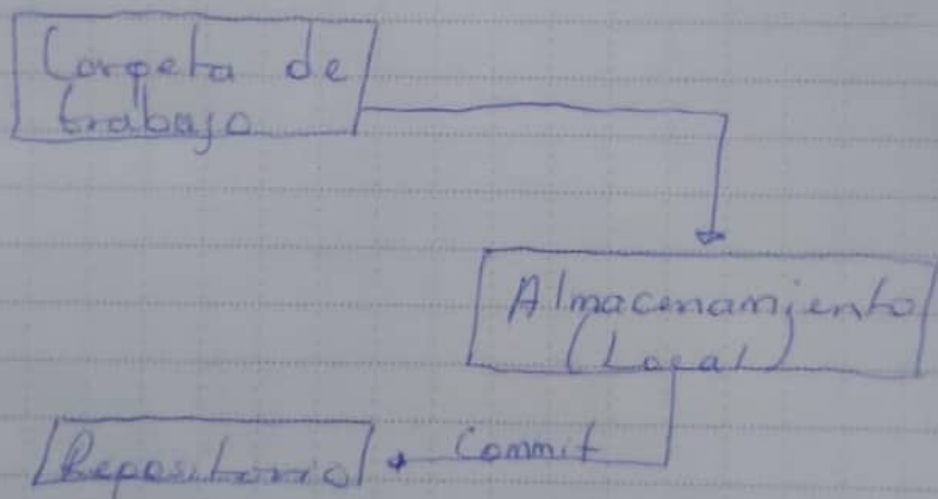 Carpeta de
trabajo
Almacenamiento
(Local)
Commit
Repositorio